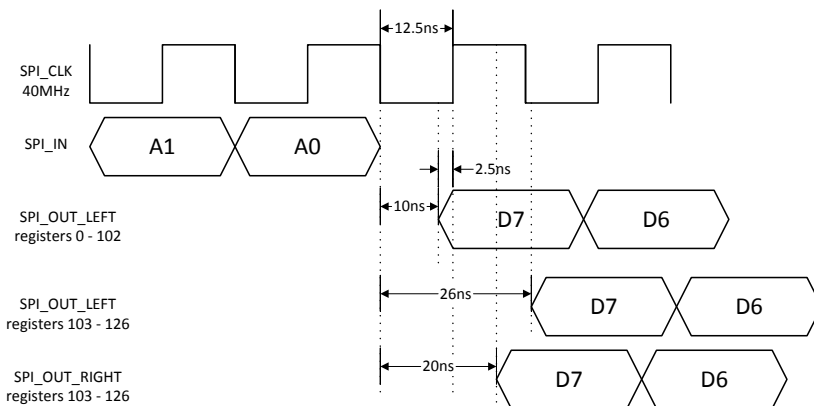 12.5ns
SPI_CLK
40MHz
SPI_IN
A1
A0
2.5ns
10ns
SPI_OUT_LEFT
registers 0 - 102
D7
D6
26ns
SPI_OUT_LEFT
registers 103 - 126
D7
D6
20ns
SPI_OUT_RIGHT
registers 103 - 126
D7
D6